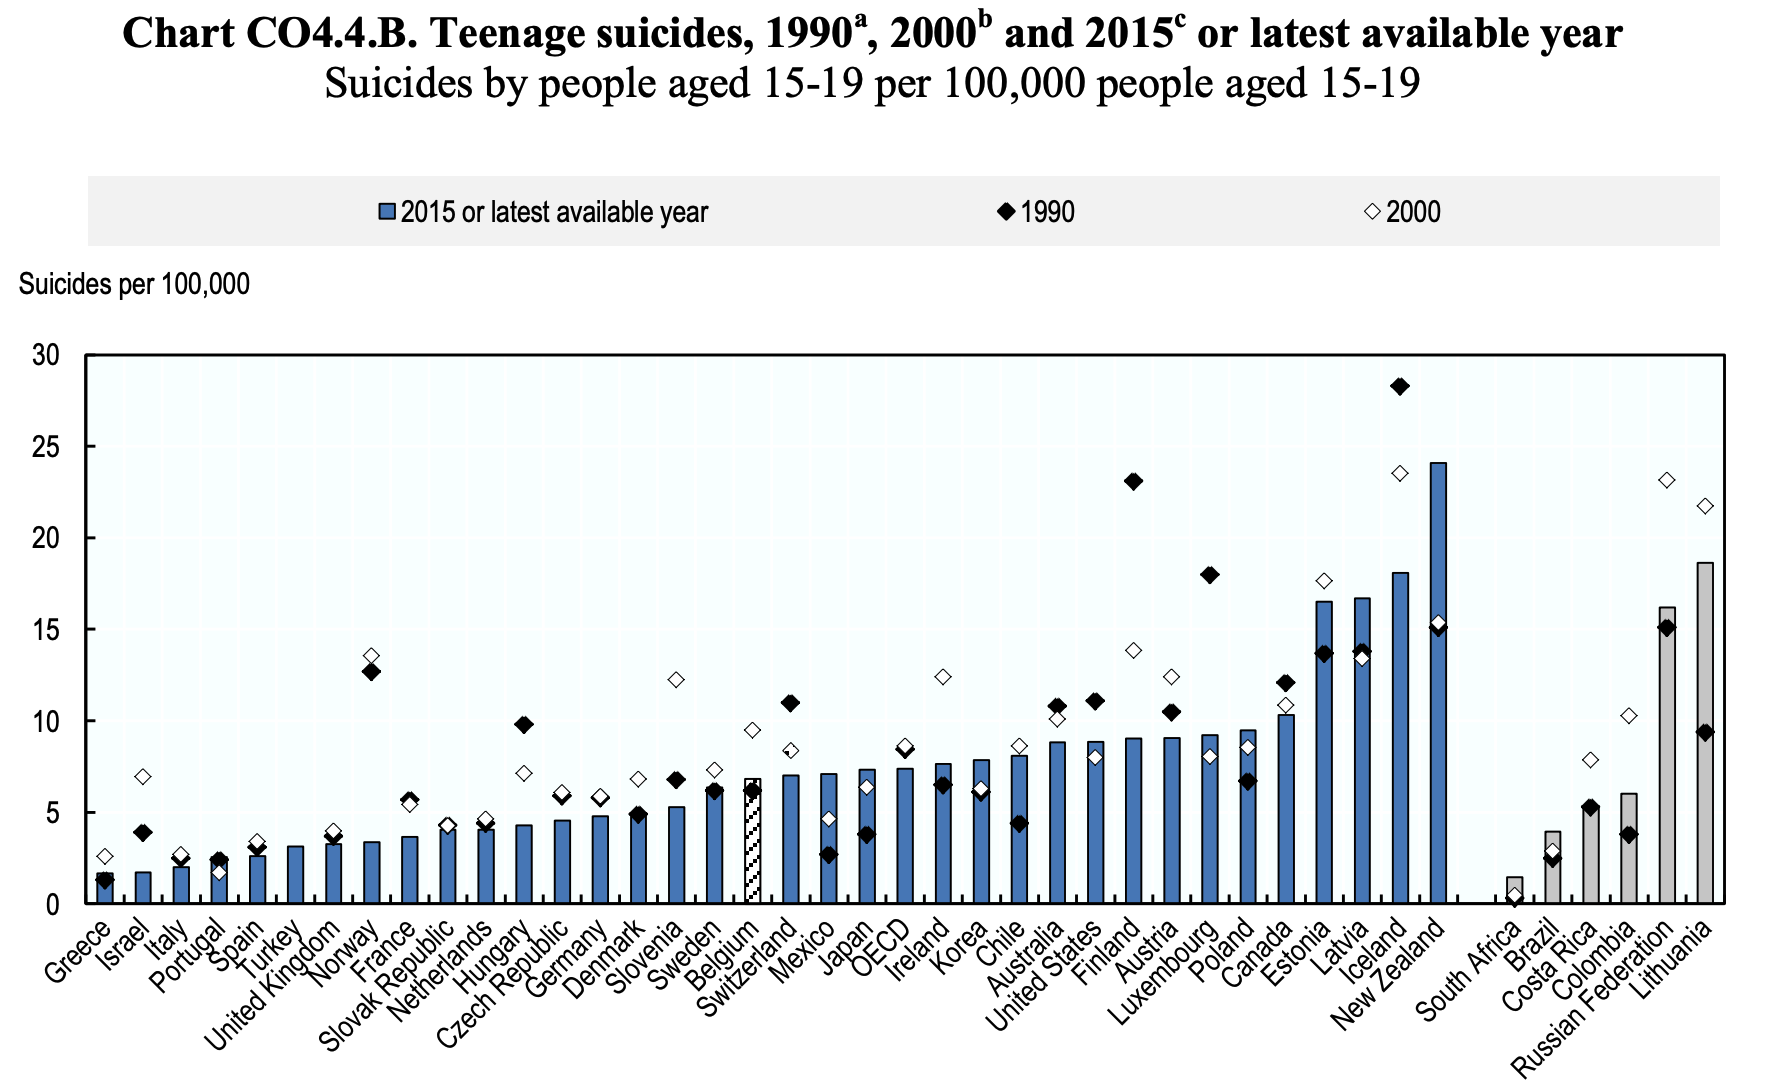 Chart CO4.4.B. Teenage suicides, 1990a, 2000b and 2015c or latest available year
Suicides by people aged 15-19 per 100,000 people aged 15-19
2015 or latest available year
1990
2000
Suicides per 100,000
30
25
20
15
10
5
0
Greece
Israel
Italy
Portugal
Spain
Turkey
United Kingdom
Norway
France
Slovak Republic
Netherlands
Hungary
Czech Republic
Germany
Denmark
Slovenia
Sweden
Belgium
Switzerland
Mexico
Japan
OECD
Ireland
Korea
Chile
Australia
United States
Finland
Austria
Luxembourg
Poland
Canada
Estonia
Latvia
Iceland
New Zealand
South Africa
Brazil
Costa Rica
Colombia
Russian Federation
Lithuania